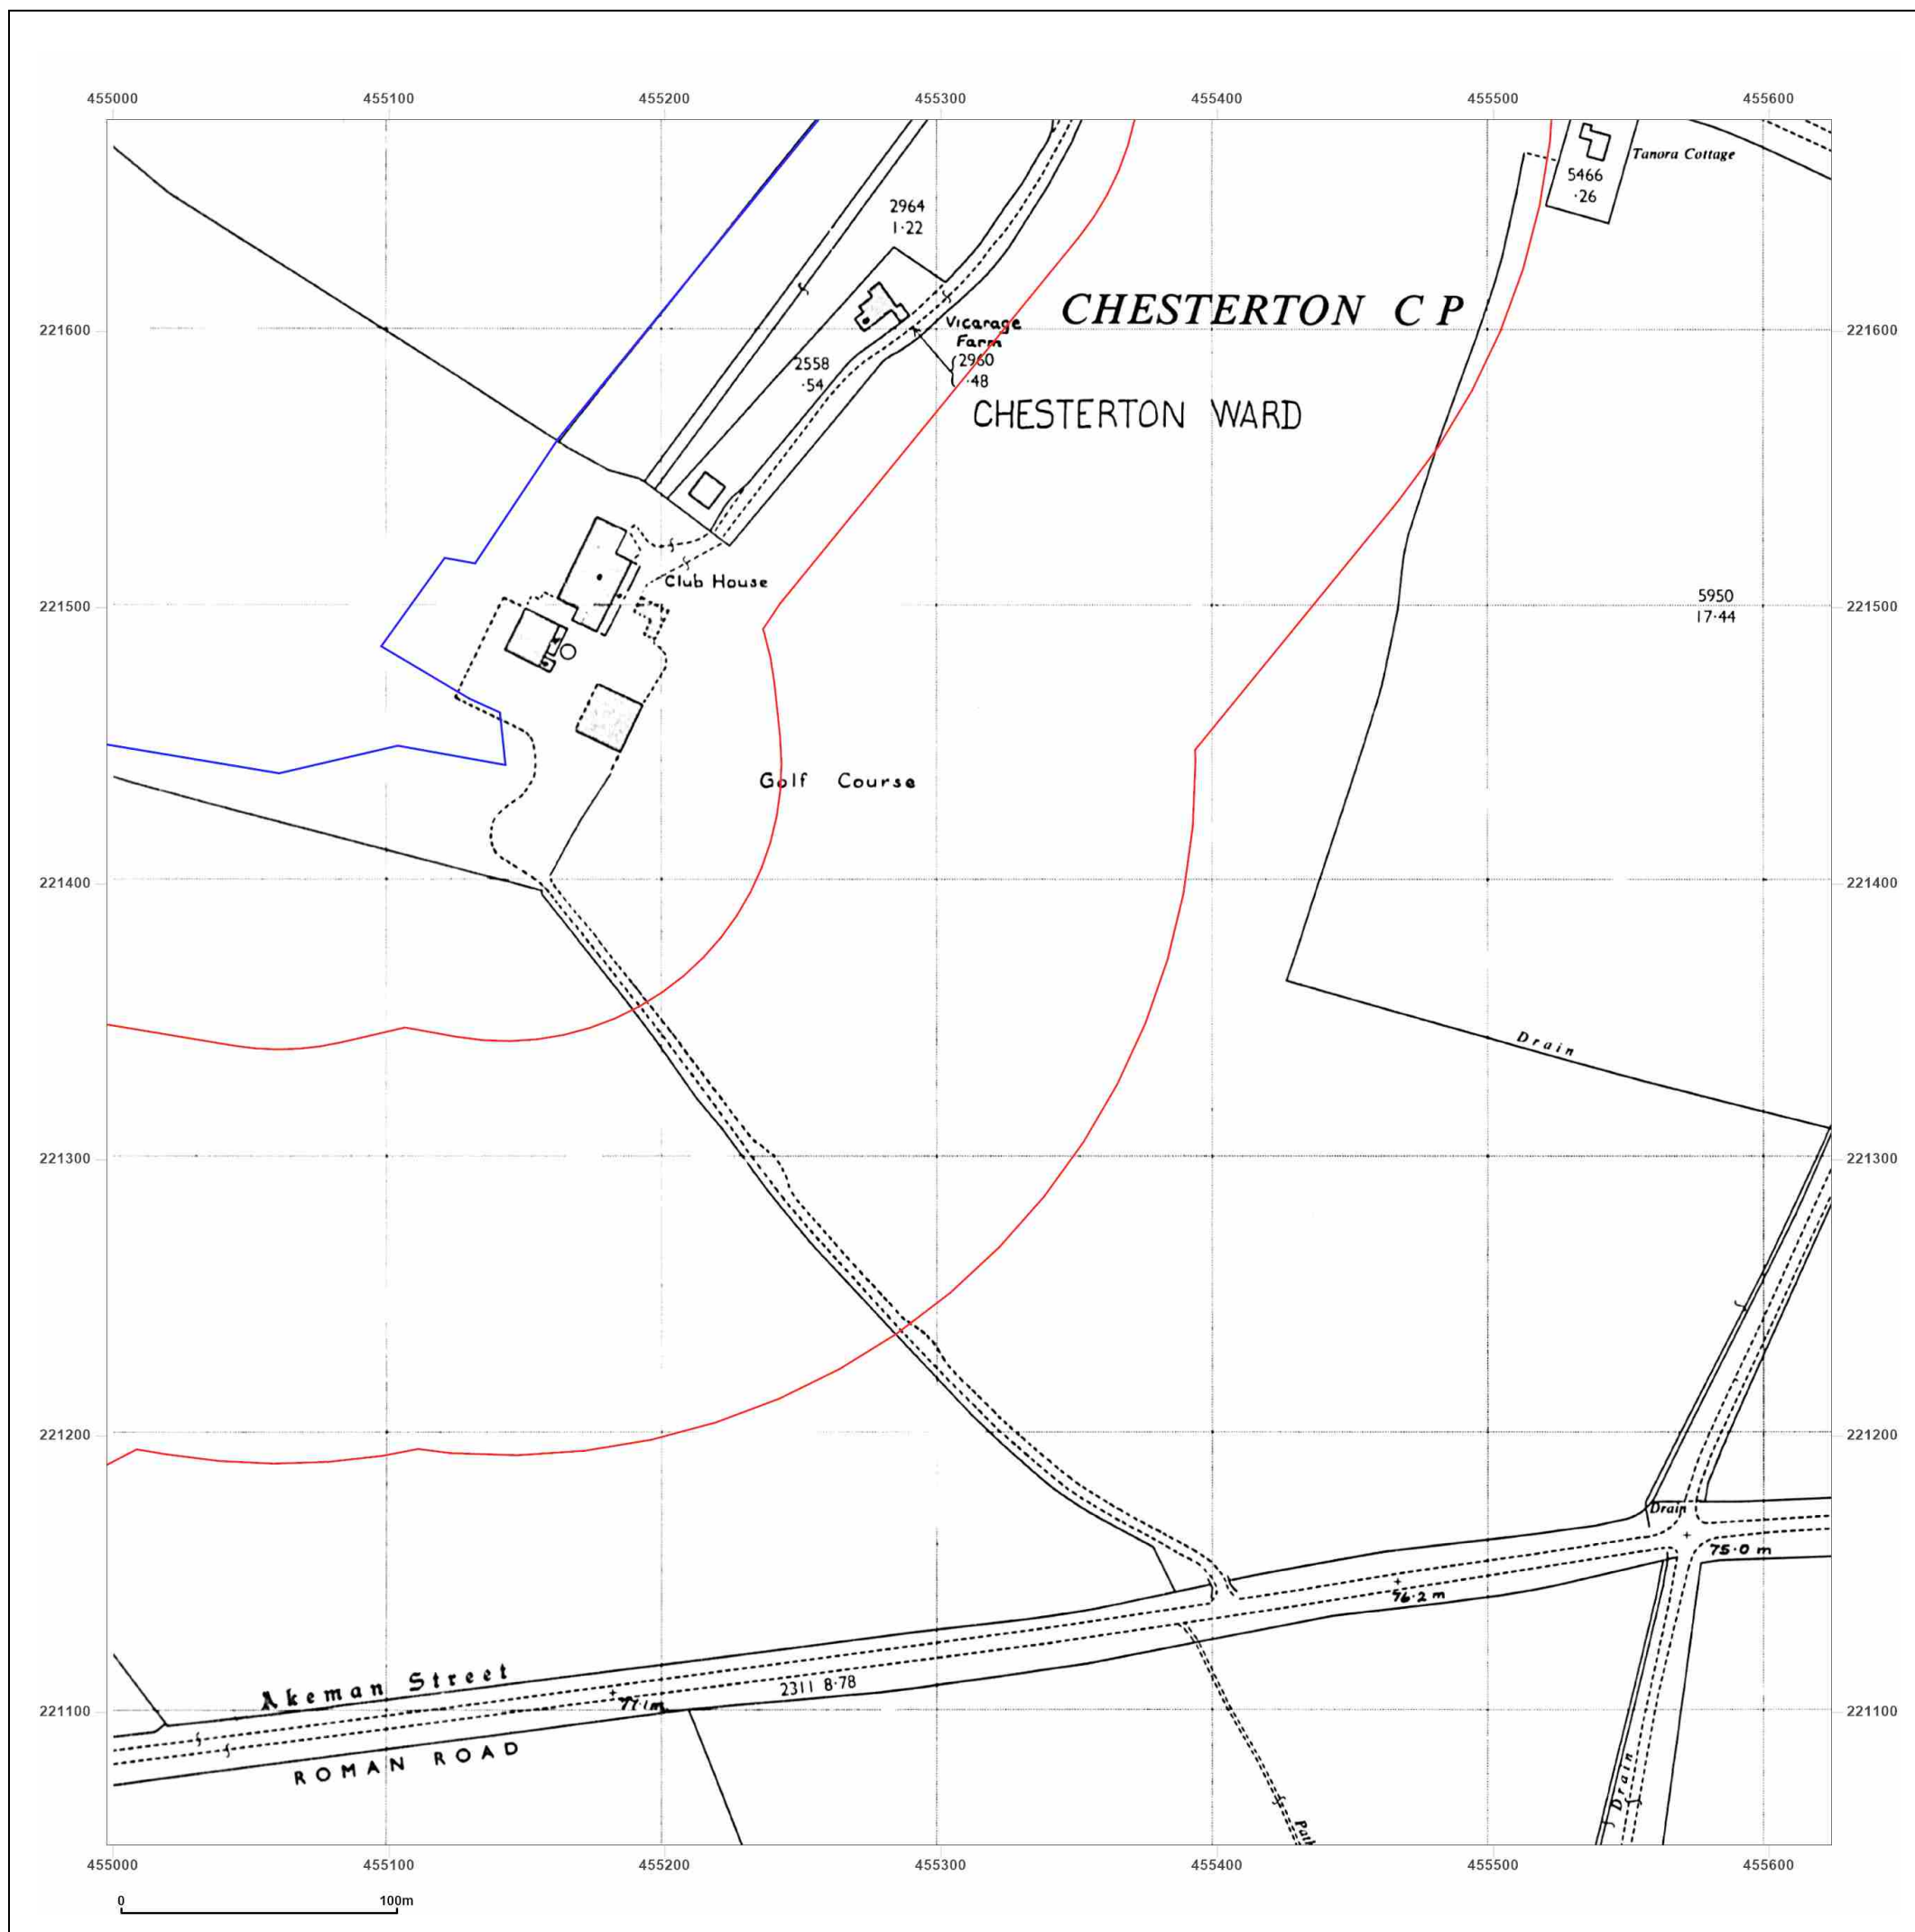 455000 455100 455200 455300 455400 455500 455600
Tanora Cottage
5466
·26
2964
1·22
CHESTERTON C P
221600
221600
Vicarage
Farm
2960
·48
2558
·54
CHESTERTON WARD
Club House
221500
5950
17·44
221500
Golf Course
221400
221400
Drain
221300
221300
221200
221200
Drain
75·0 m
76·2 m
Akeman Street
2311 8·78
77·1m
221100
221100
ROMAN ROAD
Drain
Path
455000 455100 455200 455300 455400 455500 455600
0 100m